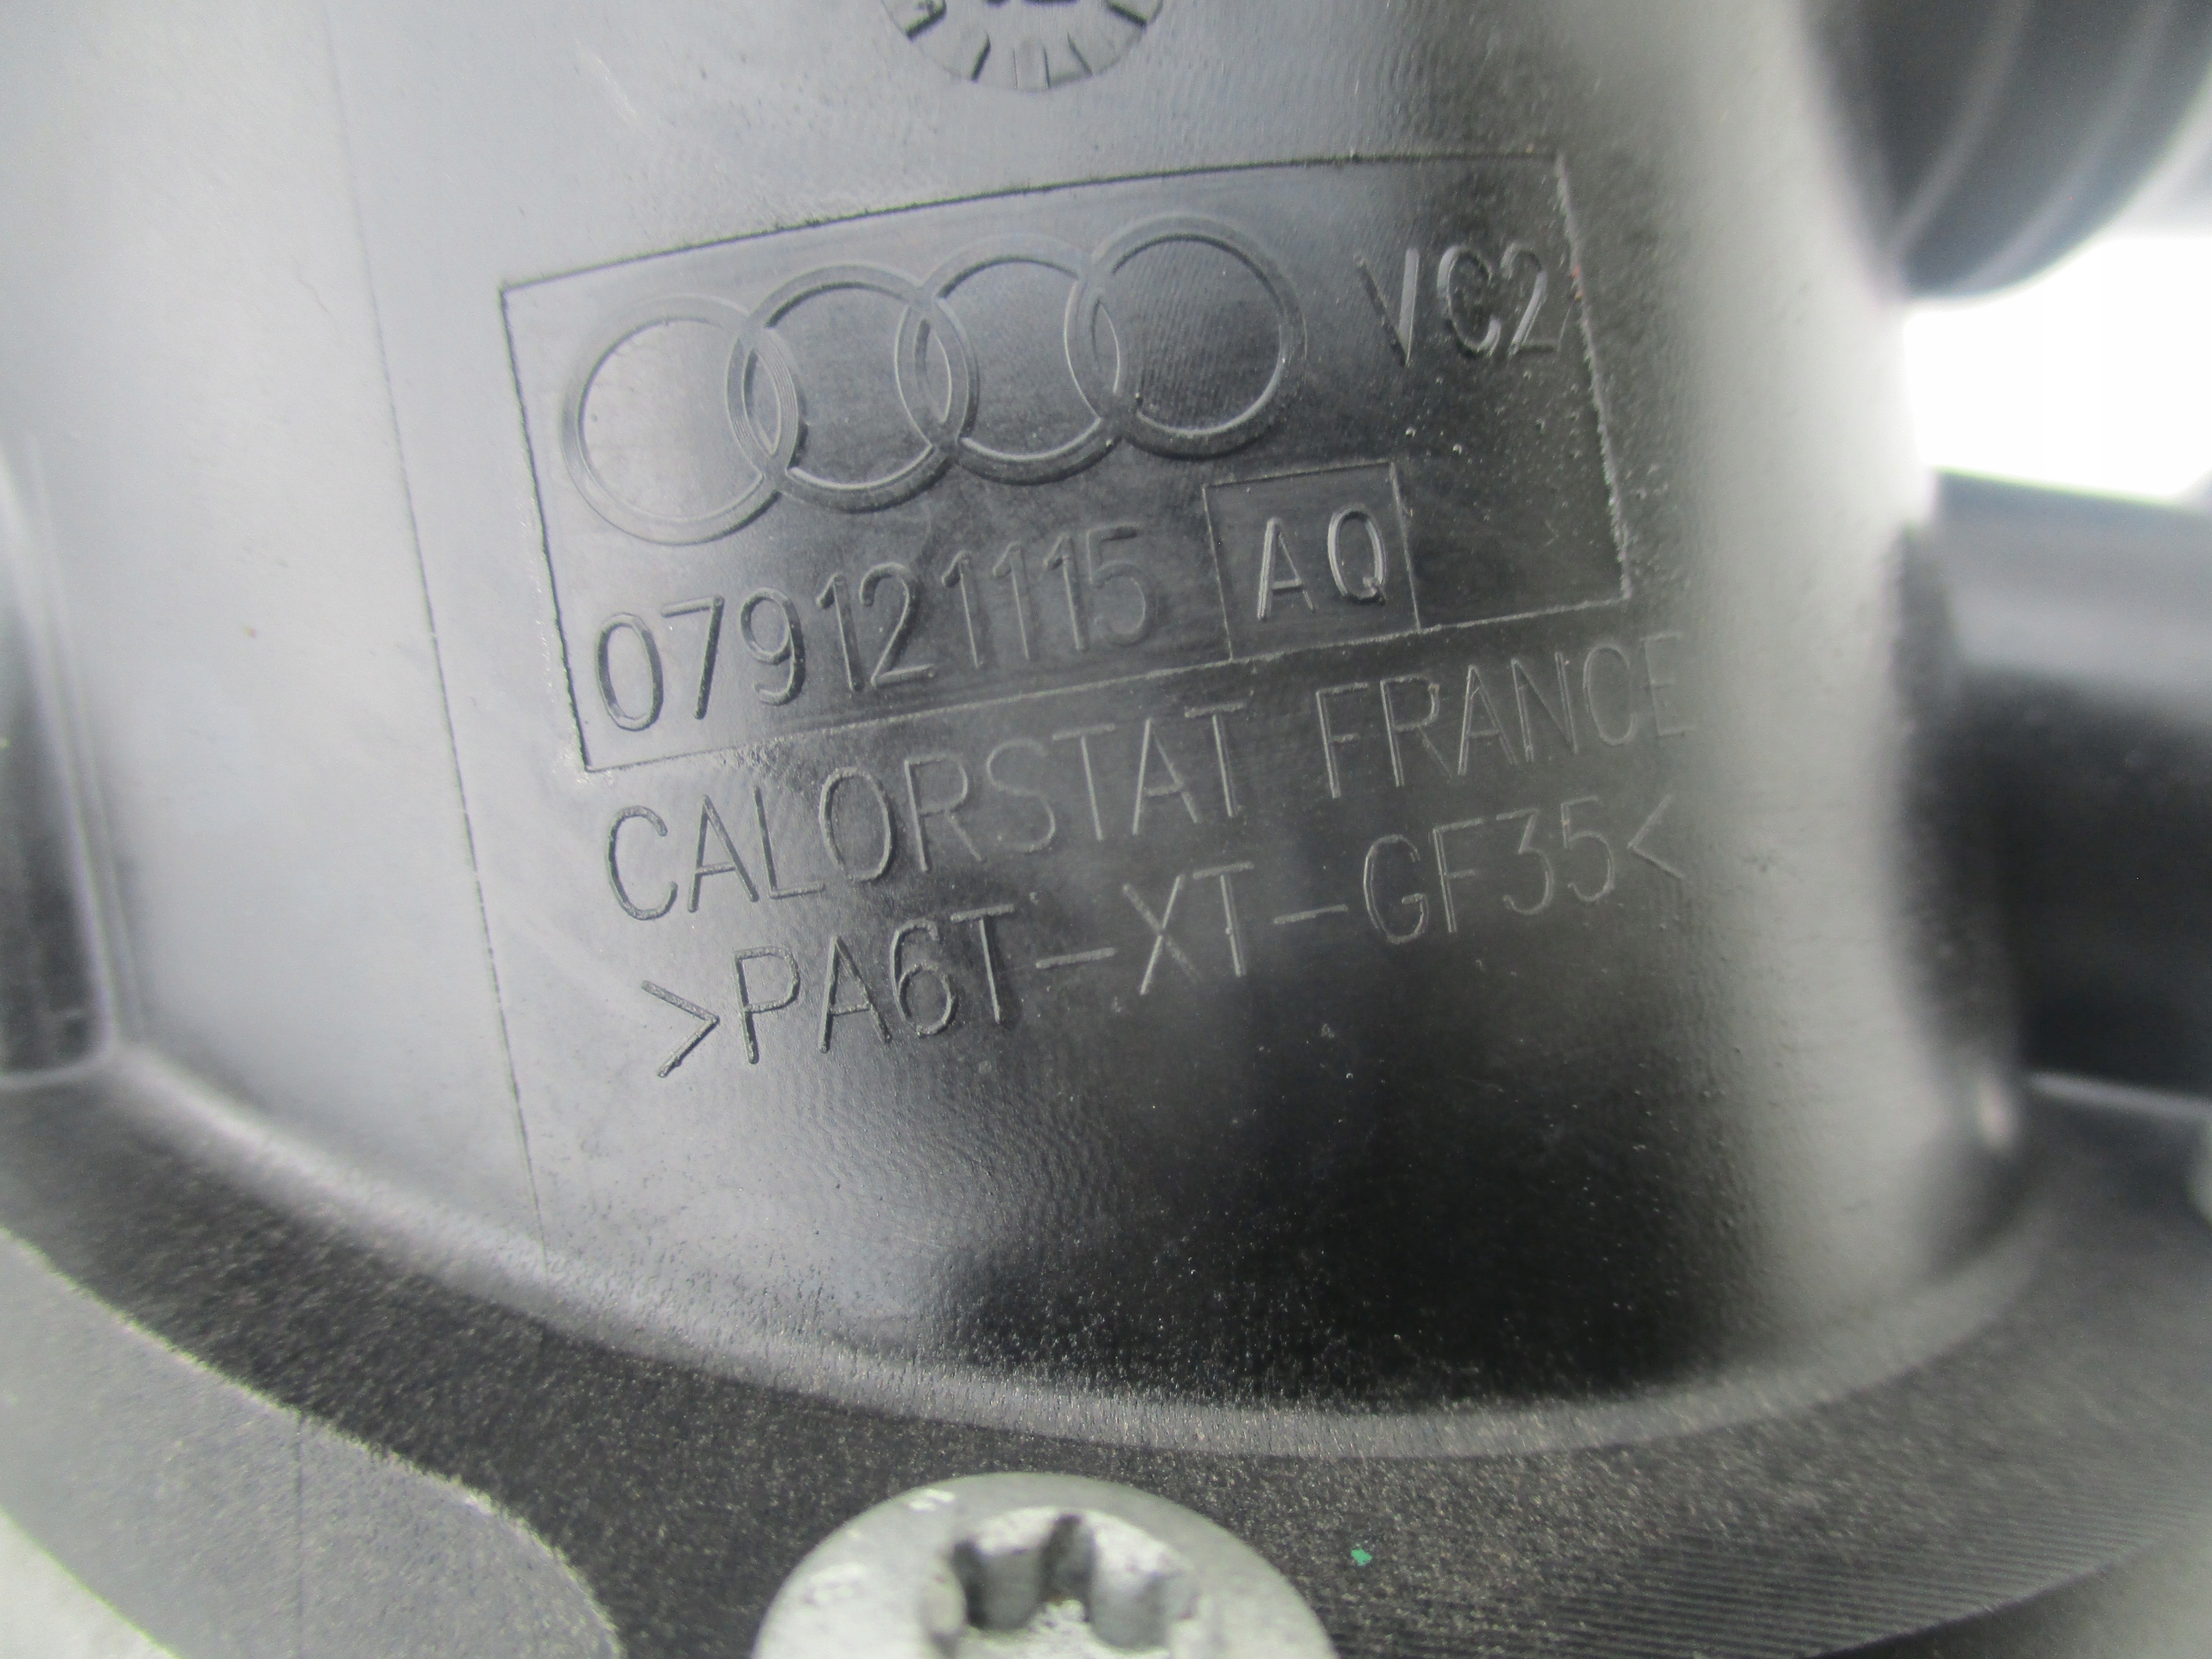 VC2
079121115 AQ
CALORSTAT FRANCE
>PA6T-XT-GF35<